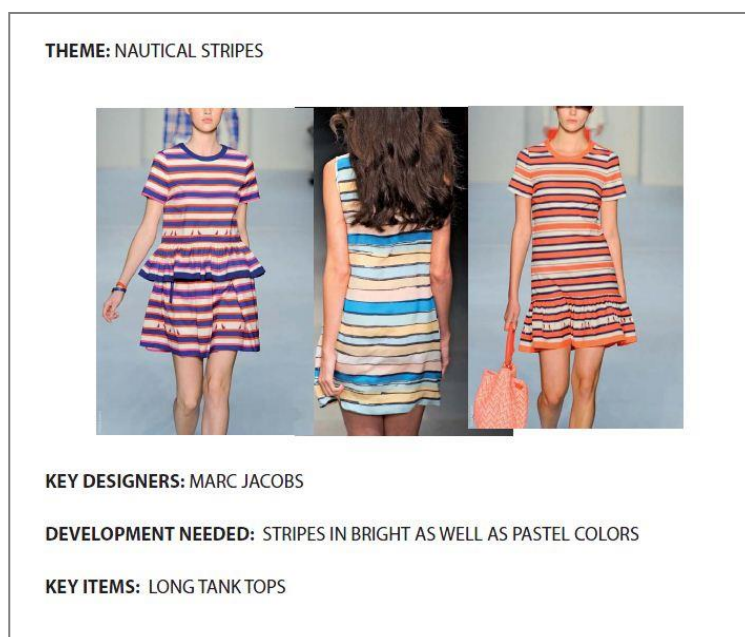 THEME: NAUTICAL STRIPES
KEY DESIGNERS: MARC JACOBS
DEVELOPMENT NEEDED: STRIPES IN BRIGHT AS WELL AS PASTEL COLORS
KEY ITEMS: LONG TANK TOPS